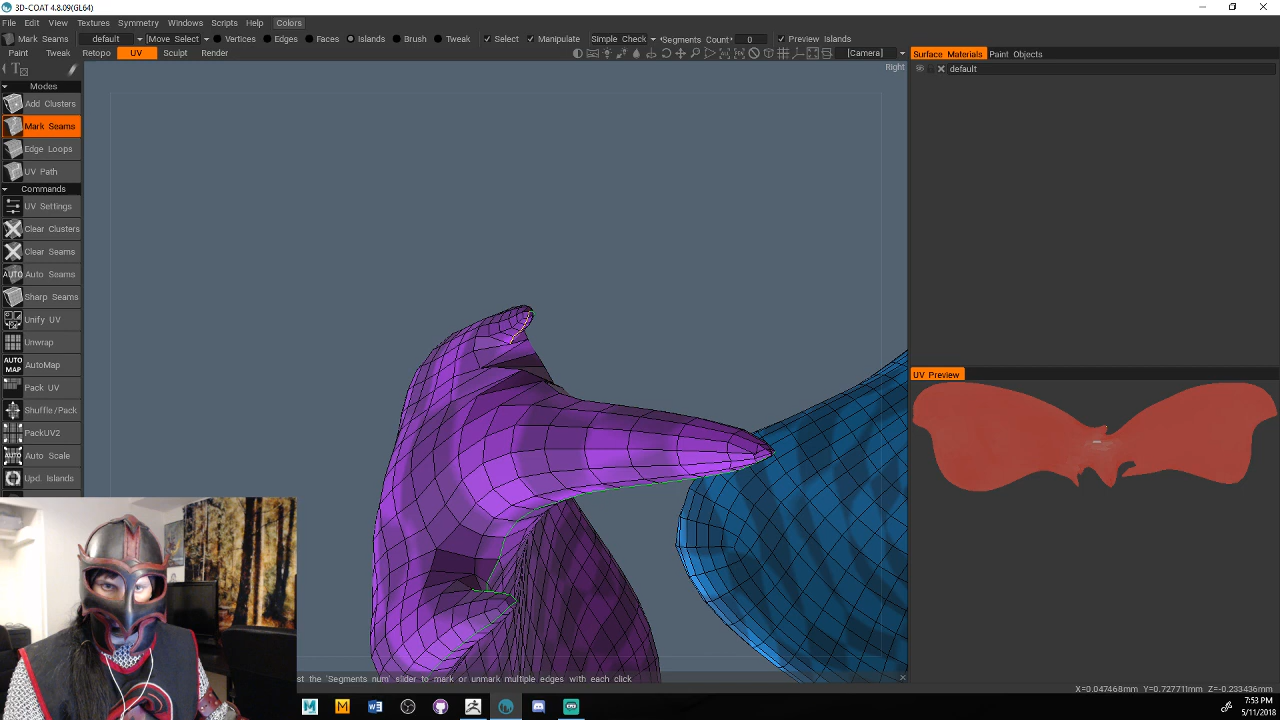 3D-COAT 4.8.09(GL64)
File Edit View Textures Symmetry Windows Scripts Help Colors
Mark Seams default [Move Select Vertices Edges Faces Islands Brush Tweak Select Manipulate Simple Check Segments Count 0 Preview Islands
Paint Tweak Retopo UV Sculpt Render [Camera]
Surface Materials Paint Objects
Right
default
Modes
Add Clusters
Mark Seams
Edge Loops
UV Path
Commands
UV Settings
Clear Clusters
Clear Seams
AUTO Auto Seams
Sharp Seams
Unify UV
Unwrap
AUTO MAP AutoMap
Pack UV
Shuffle/Pack
PackUV2
AUTO Auto Scale
Upd. Islands
UV Preview
the 'Segments num' slider to mark or unmark multiple edges with each click
X=0.047468mm Y=0.727711mm Z=-0.233436mm
7:53 PM
5/11/2018